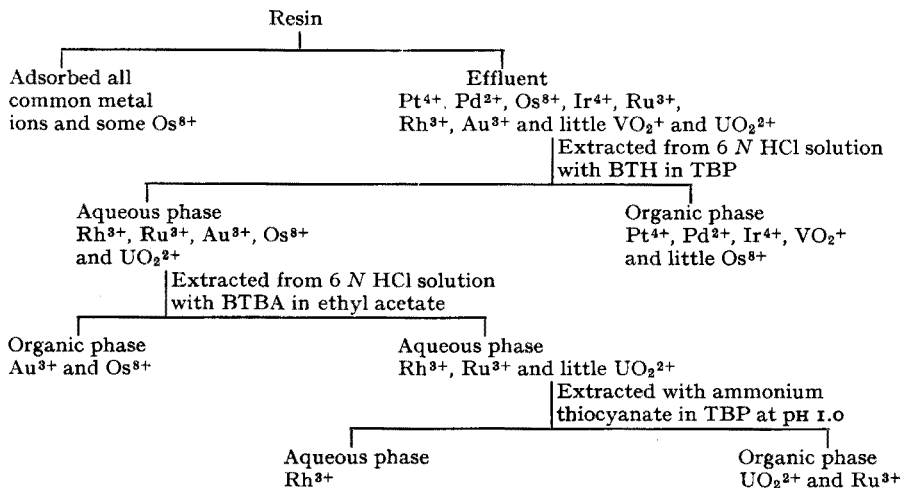 Resin
Adsorbed all
common metal
ions and some Os⁸⁺
Effluent
Pt⁴⁺, Pd²⁺, Os⁸⁺, Ir⁴⁺, Ru³⁺,
Rh³⁺, Au³⁺ and little VO₂⁺ and UO₂²⁺
Extracted from 6 N HCl solution
with BTH in TBP
Aqueous phase
Rh³⁺, Ru³⁺, Au³⁺, Os⁸⁺
and UO₂²⁺
Organic phase
Pt⁴⁺, Pd²⁺, Ir⁴⁺, VO₂⁺
and little Os⁸⁺
Extracted from 6 N HCl solution
with BTBA in ethyl acetate
Organic phase
Au³⁺ and Os⁸⁺
Aqueous phase
Rh³⁺, Ru³⁺ and little UO₂²⁺
Extracted with ammonium
thiocyanate in TBP at pH 1.0
Aqueous phase
Rh³⁺
Organic phase
UO₂²⁺ and Ru³⁺